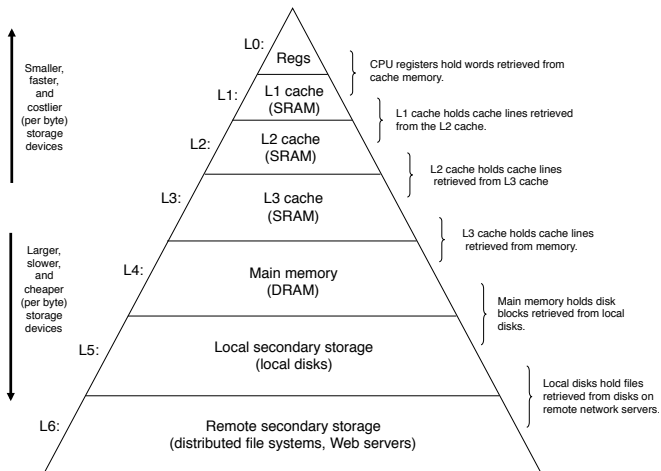 L0:
Regs
CPU registers hold words retrieved from
cache memory.
Smaller,
faster,
and
costlier
(per byte)
storage
devices
L1:
L1 cache
(SRAM)
L1 cache holds cache lines retrieved
from the L2 cache.
L2:
L2 cache
(SRAM)
L2 cache holds cache lines
retrieved from L3 cache
L3:
L3 cache
(SRAM)
L3 cache holds cache lines
retrieved from memory.
Larger,
slower,
and
cheaper
(per byte)
storage
devices
L4:
Main memory
(DRAM)
Main memory holds disk
blocks retrieved from local
disks.
L5:
Local secondary storage
(local disks)
Local disks hold files
retrieved from disks on
remote network servers.
L6:
Remote secondary storage
(distributed file systems, Web servers)